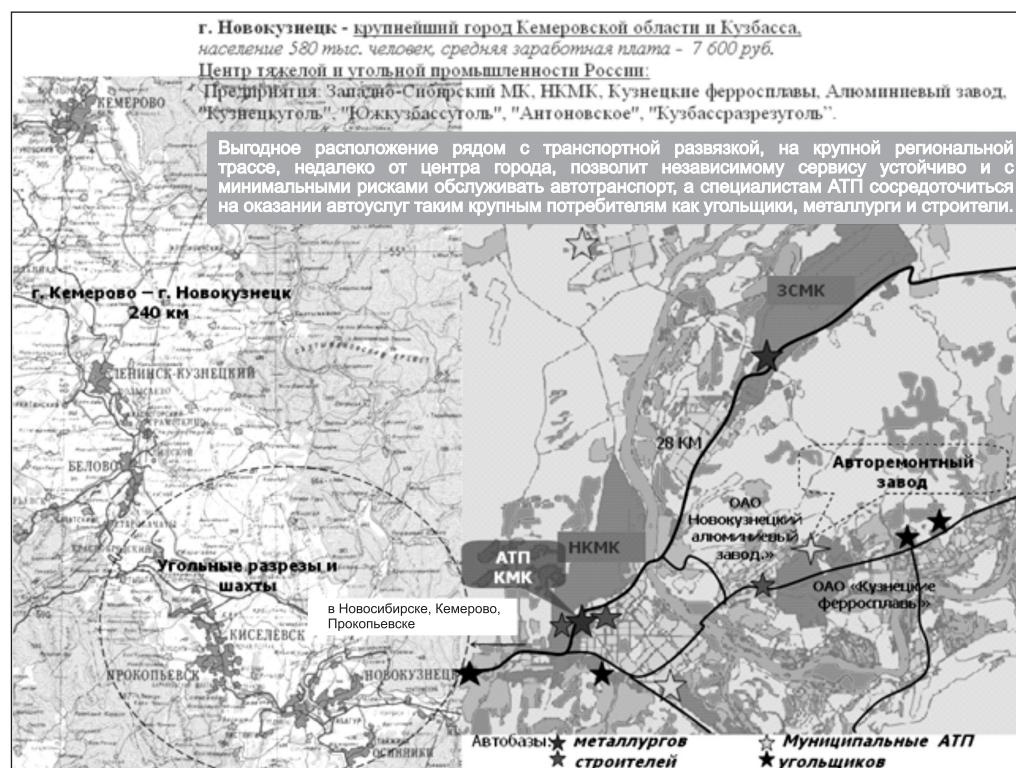 г. Новокузнецк - крупнейший город Кемеровской области и Кузбасса,
население 580 тыс. человек, средняя заработная плата - 7 600 руб.
Центр тяжелой и угольной промышленности России:
Предприятия: Западно-Сибирский МК, НКМК, Кузнецкие ферросплавы, Алюминиевый завод,
"Кузнецкуголь", "Южкузбассуголь", "Антоновское", "Кузбассразрезуголь".
Выгодное расположение рядом с транспортной развязкой, на крупной региональной
трассе, недалеко от центра города, позволит независимому сервису устойчиво и с
минимальными рисками обслуживать автотранспорт, а специалистам АТП сосредоточиться
на оказании автоуслуг таким крупным потребителям как угольщики, металлурги и строители.
КЕМЕРОВО
55°
г. Кемерово – г. Новокузнецк
240 км
ЛЕНИНСК-КУЗНЕЦКИЙ
БЕЛОВО
Угольные разрезы и
шахты
КИСЕЛЕВСК
ПРОКОПЬЕВСК
НОВОКУЗНЕЦК
ОСИННИКИ
в Новосибирске, Кемерово,
Прокопьевске
ЗСМК
28 КМ
Авторемонтный
завод
ОАО
Новокузнецкий
алюминиевый
завод.»
НКМК
АТП
КМК
ОАО «Кузнецкие
ферросплавы»
Автобазы: металлургов
строителей
Муниципальные АТП
угольщиков